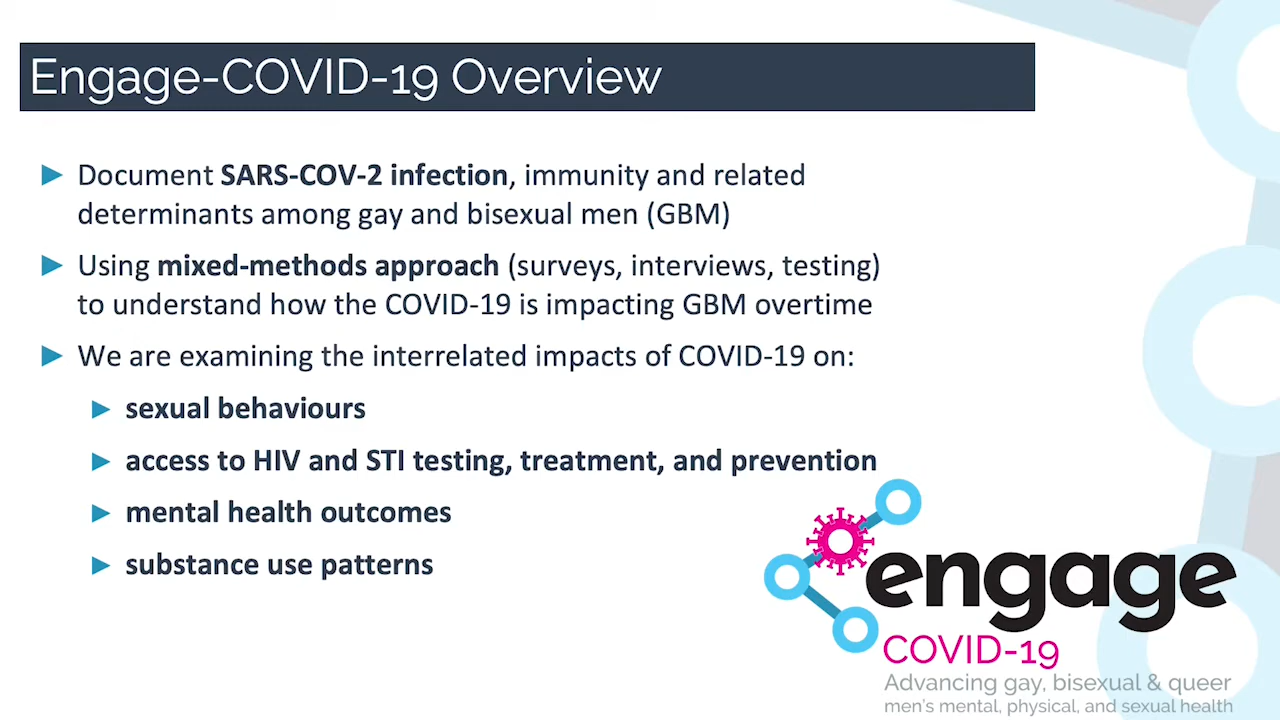 Engage-COVID-19 Overview
► Document SARS-COV-2 infection, immunity and related
determinants among gay and bisexual men (GBM)
► Using mixed-methods approach (surveys, interviews, testing)
to understand how the COVID-19 is impacting GBM overtime
► We are examining the interrelated impacts of COVID-19 on:
► sexual behaviours
► access to HIV and STI testing, treatment, and prevention
► mental health outcomes
► substance use patterns
engage
COVID-19
Advancing gay, bisexual & queer
men's mental, physical, and sexual health